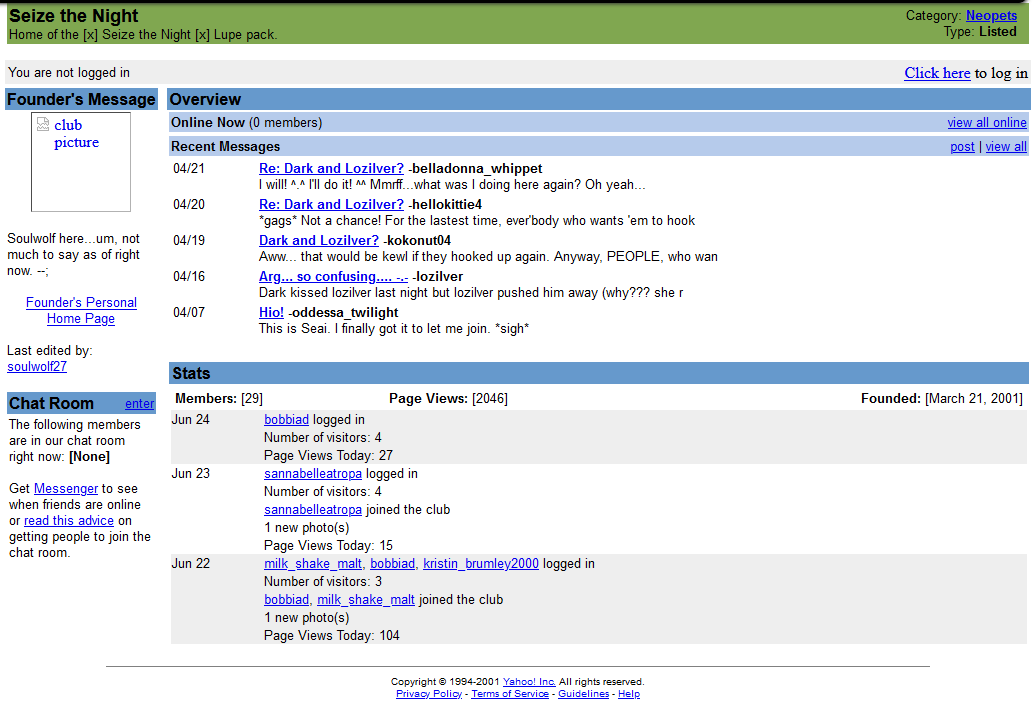 Seize the Night
Category: Neopets
Home of the [x] Seize the Night [x] Lupe pack.
Type: Listed
You are not logged in
Click here to log in
Founder's Message
club
picture
Soulwolf here...um, not
much to say as of right
now. --;
Founder's Personal
Home Page
Last edited by:
soulwolf27
Chat Room enter
The following members
are in our chat room
right now: [None]
Get Messenger to see
when friends are online
or read this advice on
getting people to join the
chat room.
Overview
Online Now (0 members) view all online
Recent Messages post | view all
04/21 Re: Dark and Lozilver? -belladonna_whippet
I will! ^.^ I'll do it! ^^ Mmrff...what was I doing here again? Oh yeah...
04/20 Re: Dark and Lozilver? -hellokittie4
*gags* Not a chance! For the lastest time, ever'body who wants 'em to hook
04/19 Dark and Lozilver? -kokonut04
Aww... that would be kewl if they hooked up again. Anyway, PEOPLE, who wan
04/16 Arg... so confusing.... -.- -lozilver
Dark kissed lozilver last night but lozilver pushed him away (why??? she r
04/07 Hio! -oddessa_twilight
This is Seai. I finally got it to let me join. *sigh*
Stats
Members: [29] Page Views: [2046] Founded: [March 21, 2001]
Jun 24 bobbiad logged in
Number of visitors: 4
Page Views Today: 27
Jun 23 sannabelleatropa logged in
Number of visitors: 4
sannabelleatropa joined the club
1 new photo(s)
Page Views Today: 15
Jun 22 milk_shake_malt, bobbiad, kristin_brumley2000 logged in
Number of visitors: 3
bobbiad, milk_shake_malt joined the club
1 new photo(s)
Page Views Today: 104
Copyright © 1994-2001 Yahoo! Inc. All rights reserved.
Privacy Policy - Terms of Service - Guidelines - Help